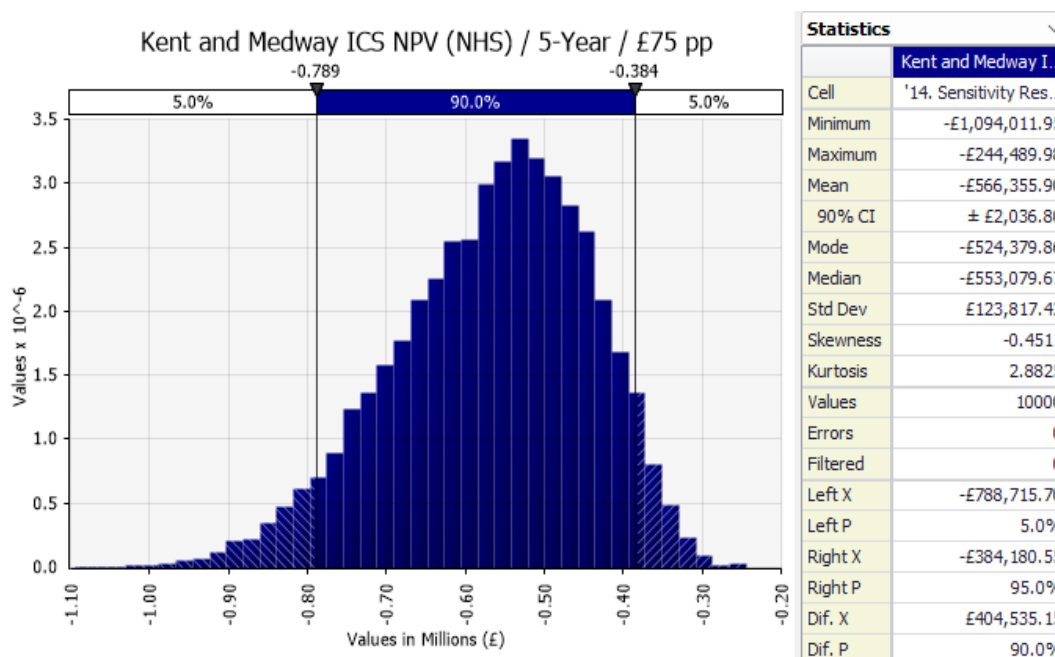 Kent and Medway ICS NPV (NHS) / 5-Year / £75 pp
-0.789 -0.384
5.0% 90.0% 5.0%
3.5
3.0
2.5
2.0
1.5
1.0
0.5
0.0
Values x 10^-6
-1.10 -1.00 -0.90 -0.80 -0.70 -0.60 -0.50 -0.40 -0.30 -0.20
Values in Millions (£)
Statistics
Kent and Medway I...
Cell '14. Sensitivity Res...
Minimum -£1,094,011.9
Maximum -£244,489.98
Mean -£566,355.90
90% CI ± £2,036.80
Mode -£524,379.86
Median -£553,079.6
Std Dev £123,817.4
Skewness -0.451
Kurtosis 2.882
Values 10000
Errors
Filtered
Left X -£788,715.70
Left P 5.0%
Right X -£384,180.5
Right P 95.0%
Dif. X £404,535.1
Dif. P 90.0%